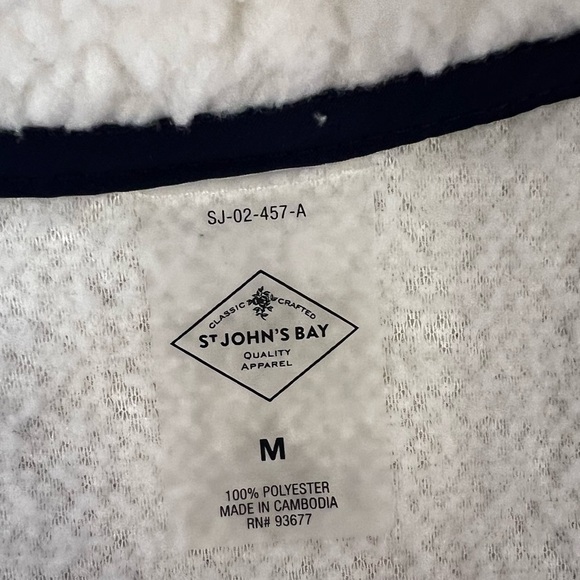 SJ-02-457-A
CLASSIC CRAFTED
ST JOHN'S BAY
QUALITY
APPAREL
M
100% POLYESTER
MADE IN CAMBODIA
RN# 93677